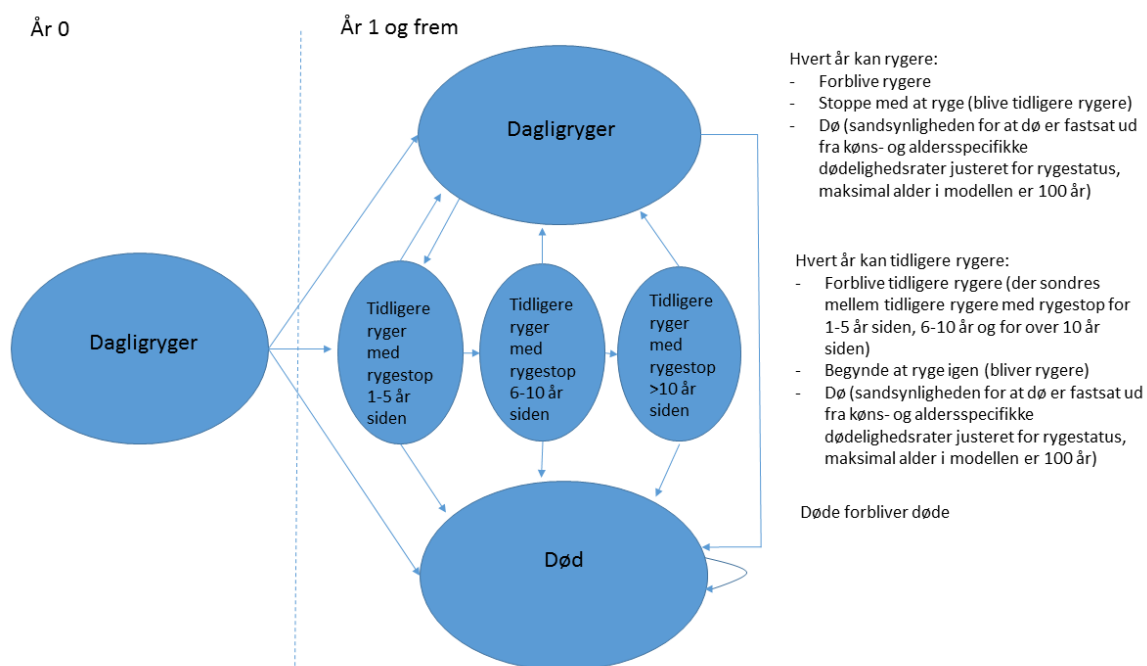 År 0
År 1 og frem
Dagligryger
Dagligryger
Tidligere
ryger
med
rygestop
1-5 år
siden
Tidligere
ryger
med
rygestop
6-10 år
siden
Tidligere
ryger
med
rygestop
>10 år
siden
Død
Hvert år kan rygere:
- Forblive rygere
- Stoppe med at ryge (blive tidligere rygere)
- Dø (sandsynligheden for at dø er fastsat ud
fra køns- og aldersspecifikke
dødelighedsrater justeret for rygestatus,
maksimal alder i modellen er 100 år)
Hvert år kan tidligere rygere:
- Forblive tidligere rygere (der sondres
mellem tidligere rygere med rygestop for
1-5 år siden, 6-10 år og for over 10 år
siden)
- Begynde at ryge igen (bliver rygere)
- Dø (sandsynligheden for at dø er fastsat ud
fra køns- og aldersspecifikke
dødelighedsrater justeret for rygestatus,
maksimal alder i modellen er 100 år)
Døde forbliver døde